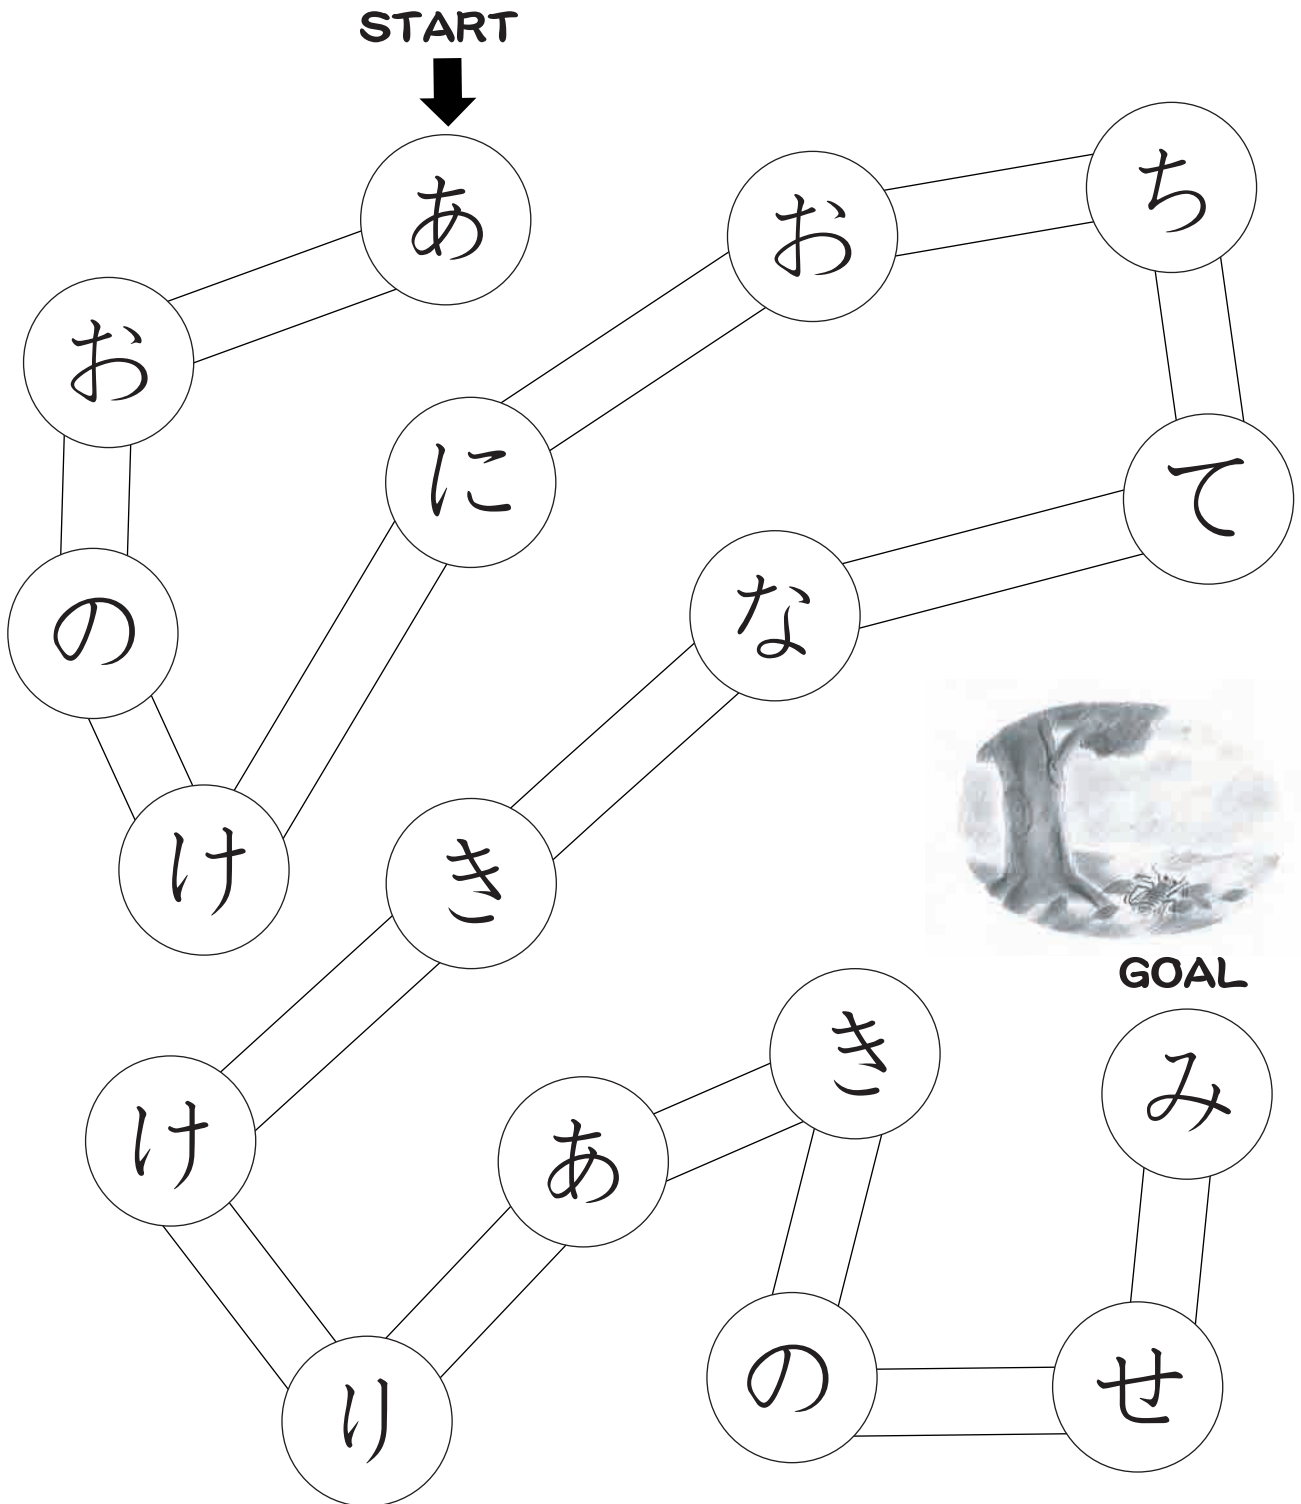 START
あ
お
の
け
に
お
ち
て
な
き
け
り
あ
き
の
せ
み
GOAL